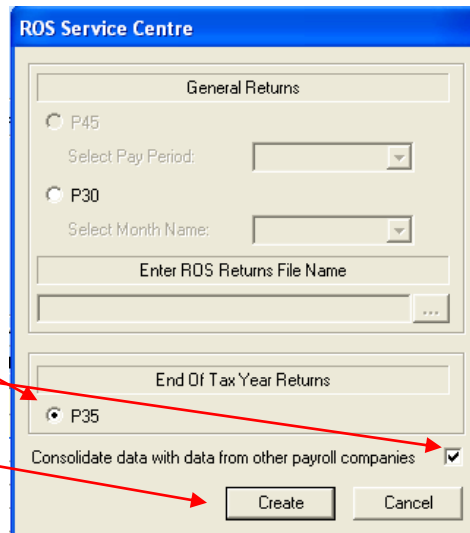 ROS Service Centre
General Returns
P45
Select Pay Period:
P30
Select Month Name:
Enter ROS Returns File Name
...
End Of Tax Year Returns
P35
Consolidate data with data from other payroll companies
Create Cancel